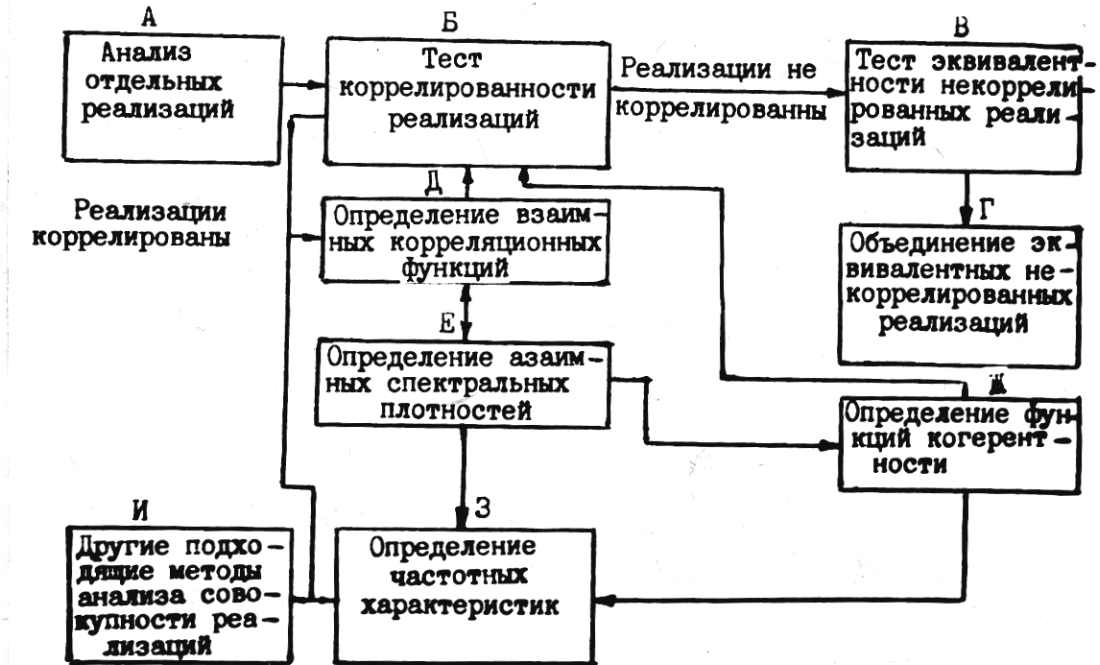 А
Анализ
отдельных
реализаций
Б
Тест
коррелированности
реализаций
Реализации не
коррелированны
В
Тест эквивалент-
ности некоррели-
рованных реали-
заций
Реализации
коррелированы
Д
Определение взаим-
ных корреляционных
функций
Г
Объединение эк-
вивалентных не-
коррелированных
реализаций
Е
Определение азаим-
ных спектральных
плотностей
Ж
Определение фун-
кций когерент-
ности
И
Другие подхо-
дящие методы
анализа сово-
купности реа-
лизаций
З
Определение
частотных
характеристик